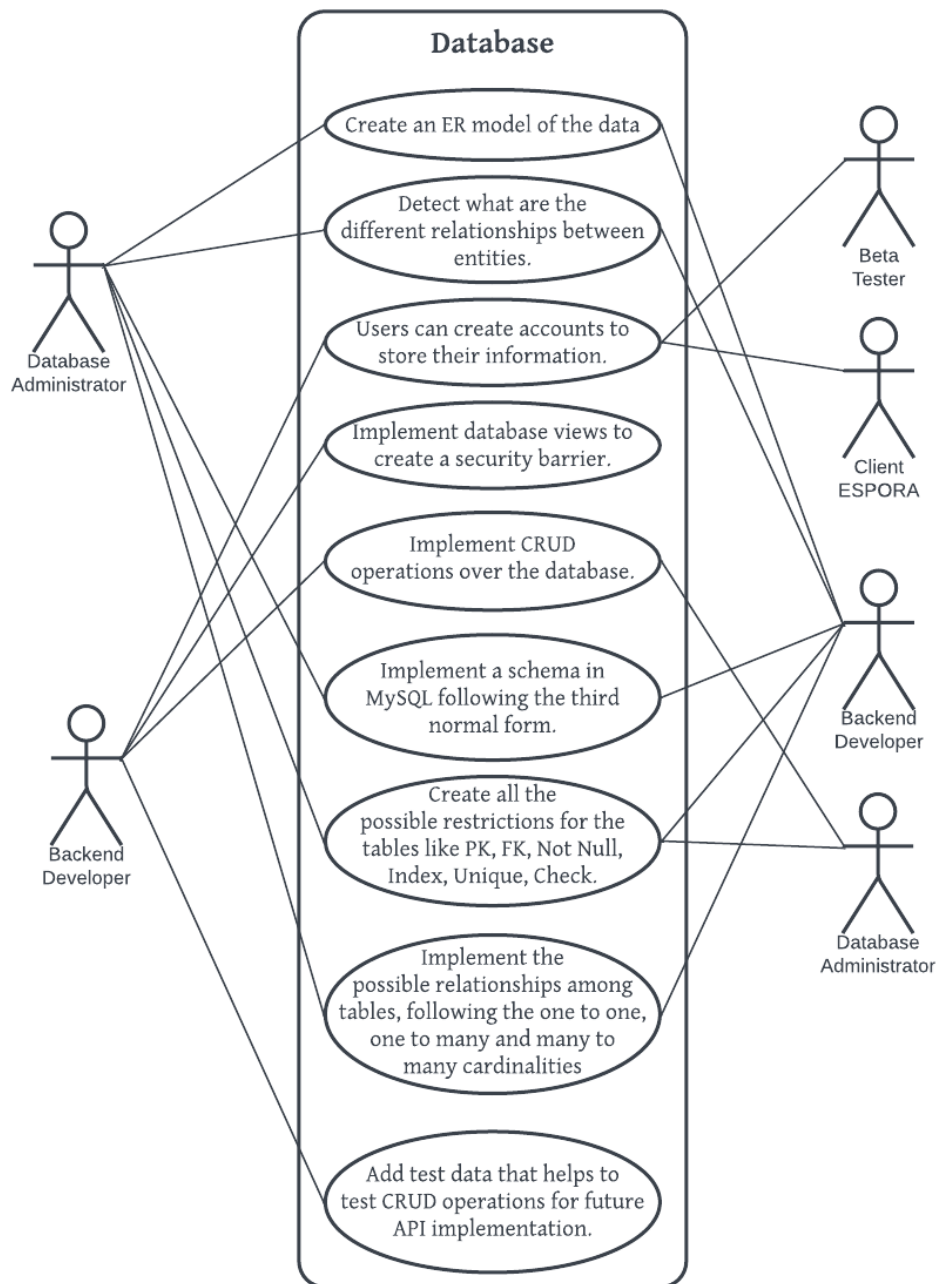 Database
Create an ER model of the data
Detect what are the
different relationships between
entities.
Users can create accounts to
store their information.
Implement database views to
create a security barrier.
Implement CRUD
operations over the database.
Implement a schema in
MySQL following the third
normal form.
Create all the
possible restrictions for the
tables like PK, FK, Not Null,
Index, Unique, Check.
Implement the
possible relationships among
tables, following the one to one,
one to many and many to
many cardinalities
Add test data that helps to
test CRUD operations for future
API implementation.
Database
Administrator
Backend
Developer
Beta
Tester
Client
ESPORA
Backend
Developer
Database
Administrator